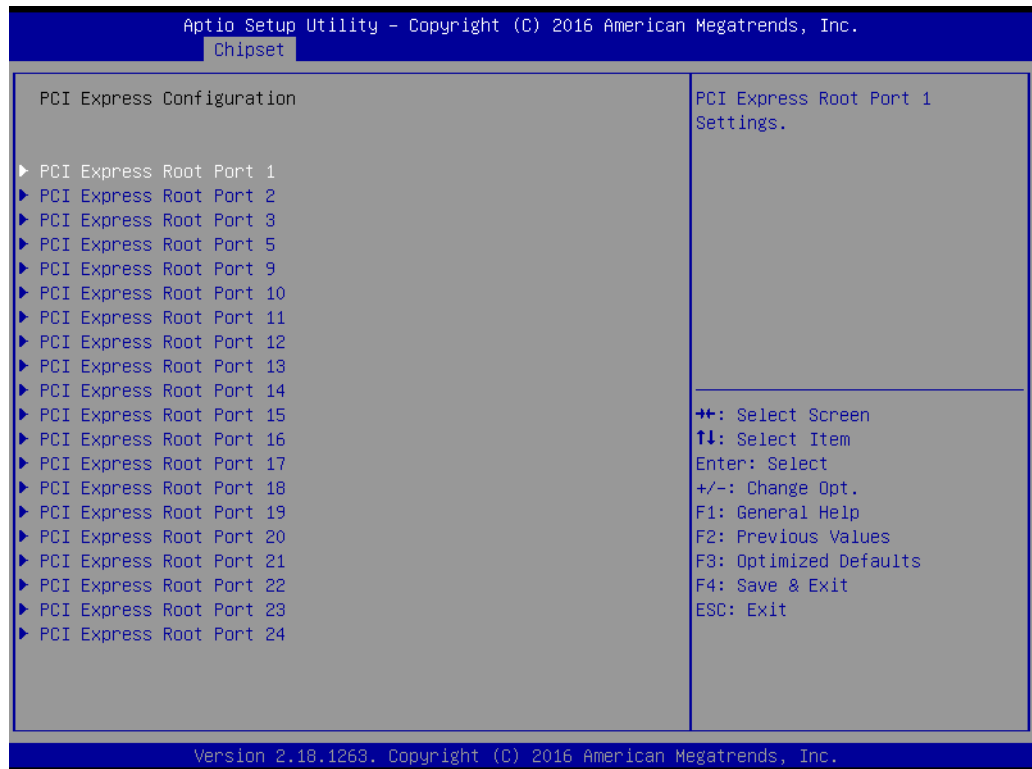 Aptio Setup Utility – Copyright (C) 2016 American Megatrends, Inc.
Chipset
PCI Express Configuration
▶ PCI Express Root Port 1
▶ PCI Express Root Port 2
▶ PCI Express Root Port 3
▶ PCI Express Root Port 5
▶ PCI Express Root Port 9
▶ PCI Express Root Port 10
▶ PCI Express Root Port 11
▶ PCI Express Root Port 12
▶ PCI Express Root Port 13
▶ PCI Express Root Port 14
▶ PCI Express Root Port 15
▶ PCI Express Root Port 16
▶ PCI Express Root Port 17
▶ PCI Express Root Port 18
▶ PCI Express Root Port 19
▶ PCI Express Root Port 20
▶ PCI Express Root Port 21
▶ PCI Express Root Port 22
▶ PCI Express Root Port 23
▶ PCI Express Root Port 24
PCI Express Root Port 1
Settings.
→←: Select Screen
↑↓: Select Item
Enter: Select
+/-: Change Opt.
F1: General Help
F2: Previous Values
F3: Optimized Defaults
F4: Save & Exit
ESC: Exit
Version 2.18.1263. Copyright (C) 2016 American Megatrends, Inc.